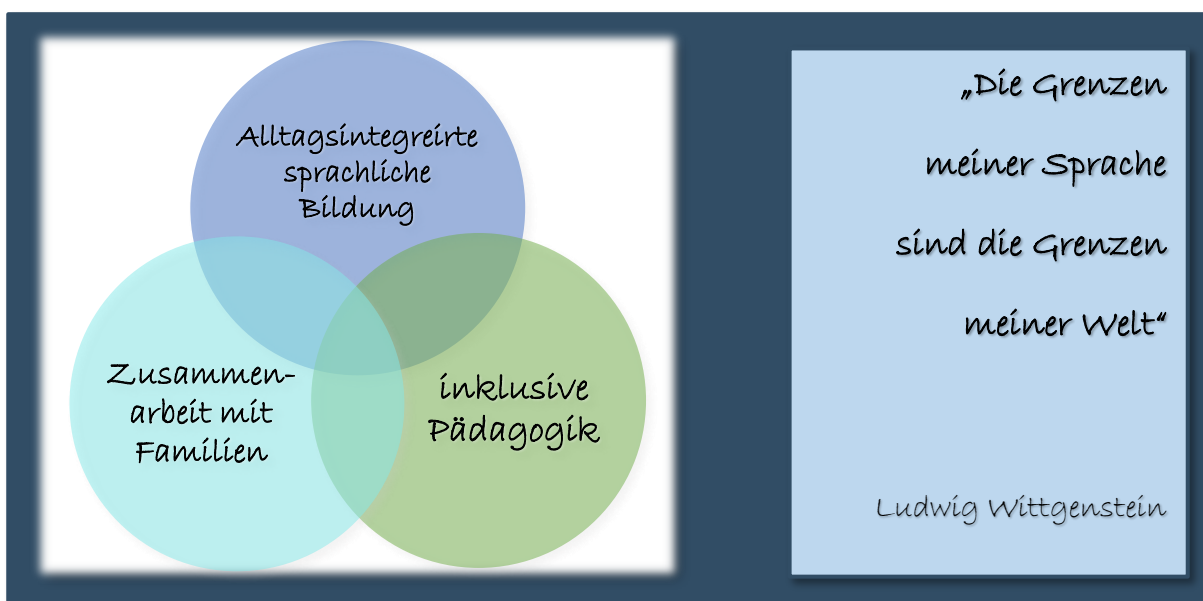 Alltagsintegreirte
sprachliche
Bildung
Zusammen-
arbeit mit
Familien
inklusive
Pädagogik
„Die Grenzen
meiner Sprache
sind die Grenzen
meiner Welt“
Ludwig Wittgenstein